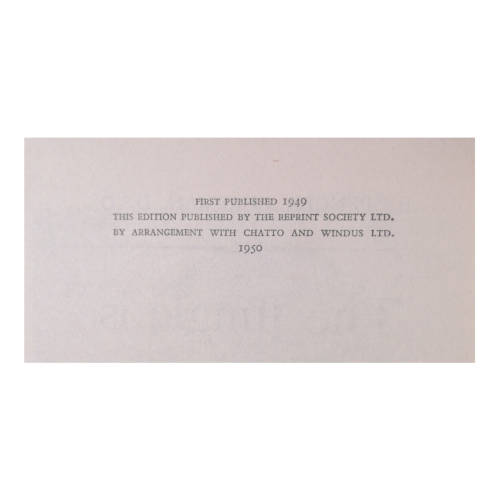 FIRST PUBLISHED 1949
THIS EDITION PUBLISHED BY THE REPRINT SOCIETY LTD.
BY ARRANGEMENT WITH CHATTO AND WINDUS LTD.
1950